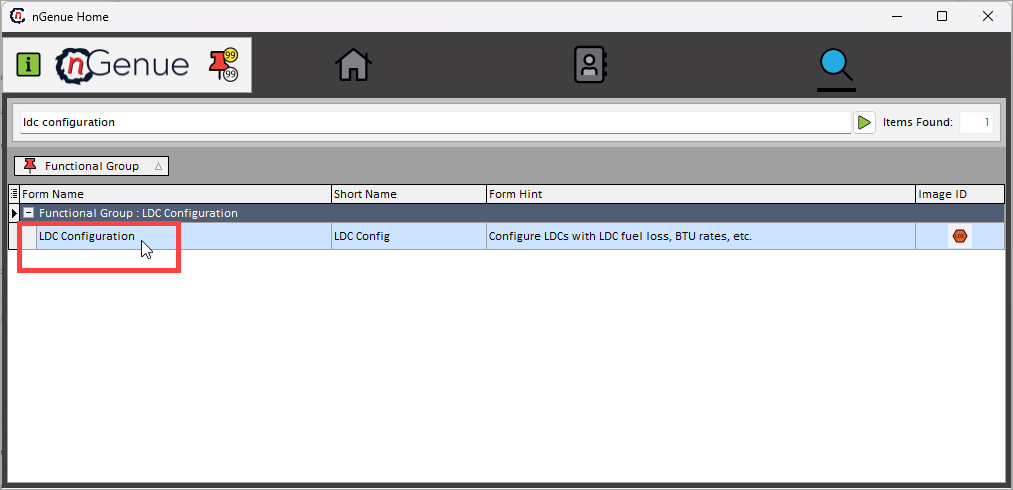 nGenue Home
i nGenue 99
99
ldc configuration Items Found: 1
Functional Group
Form Name Short Name Form Hint Image ID
Functional Group : LDC Configuration
LDC Configuration LDC Config Configure LDCs with LDC fuel loss, BTU rates, etc. LDC